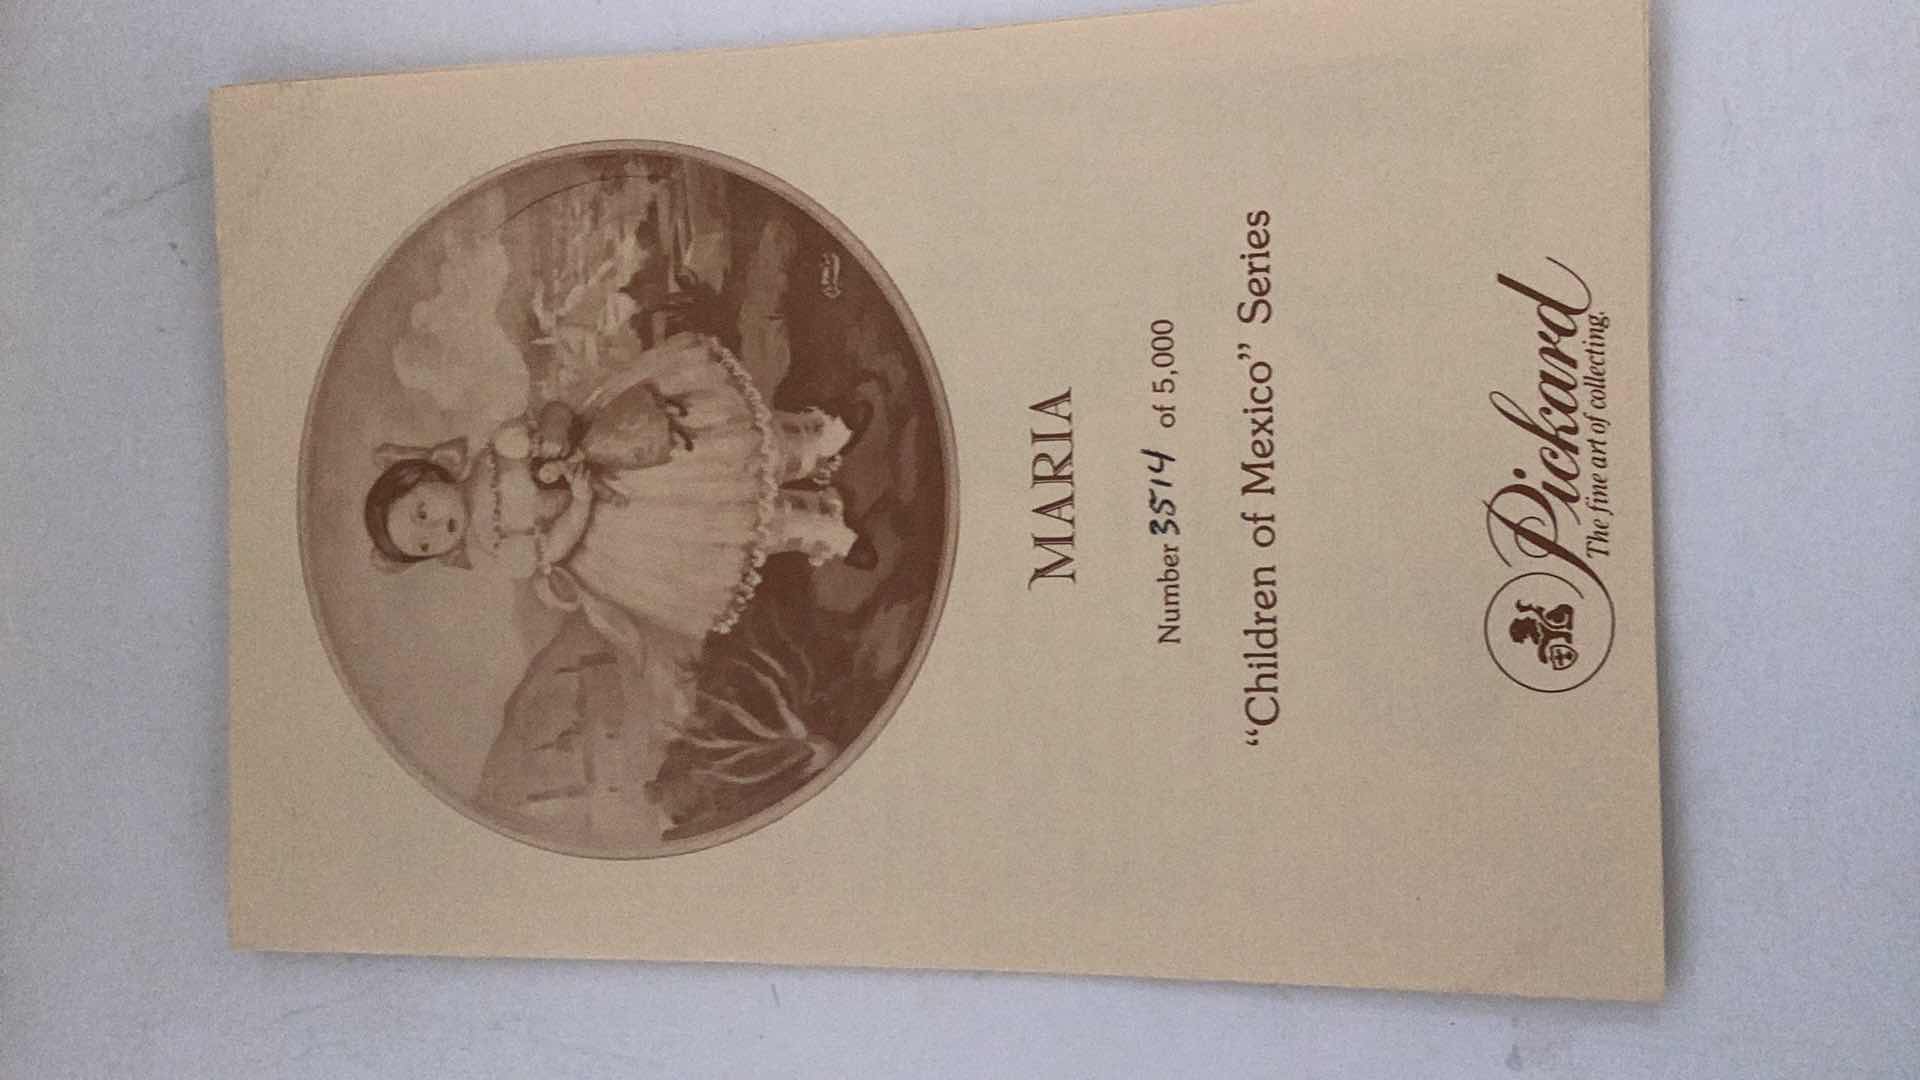 MARIA
Number 3514 of 5,000
“Children of Mexico” Series
Pickard
The fine art of collecting.